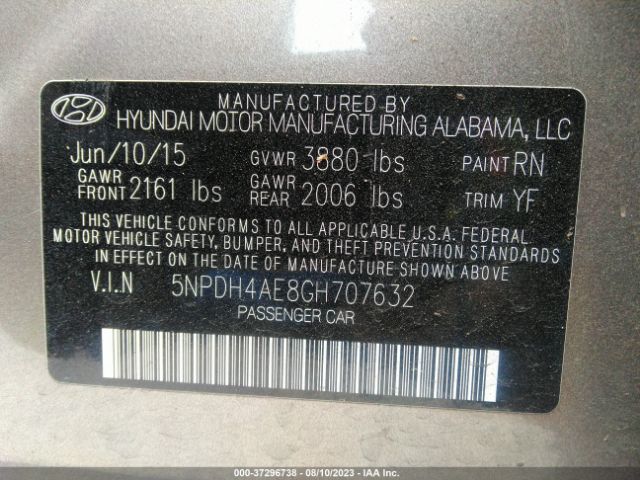 MANUFACTURED BY
HYUNDAI MOTOR MANUFACTURING ALABAMA, LLC
Jun/10/15 GVWR 3880 lbs PAINT RN
GAWR FRONT 2161 lbs GAWR REAR 2006 lbs TRIM YF
THIS VEHICLE CONFORMS TO ALL APPLICABLE U.S.A. FEDERAL
MOTOR VEHICLE SAFETY, BUMPER, AND THEFT PREVENTION STANDARDS
IN EFFECT ON THE DATE OF MANUFACTURE SHOWN ABOVE
V.I.N 5NPDH4AE8GH707632
PASSENGER CAR
000-37296738 - 08/10/2023 - IAA Inc.